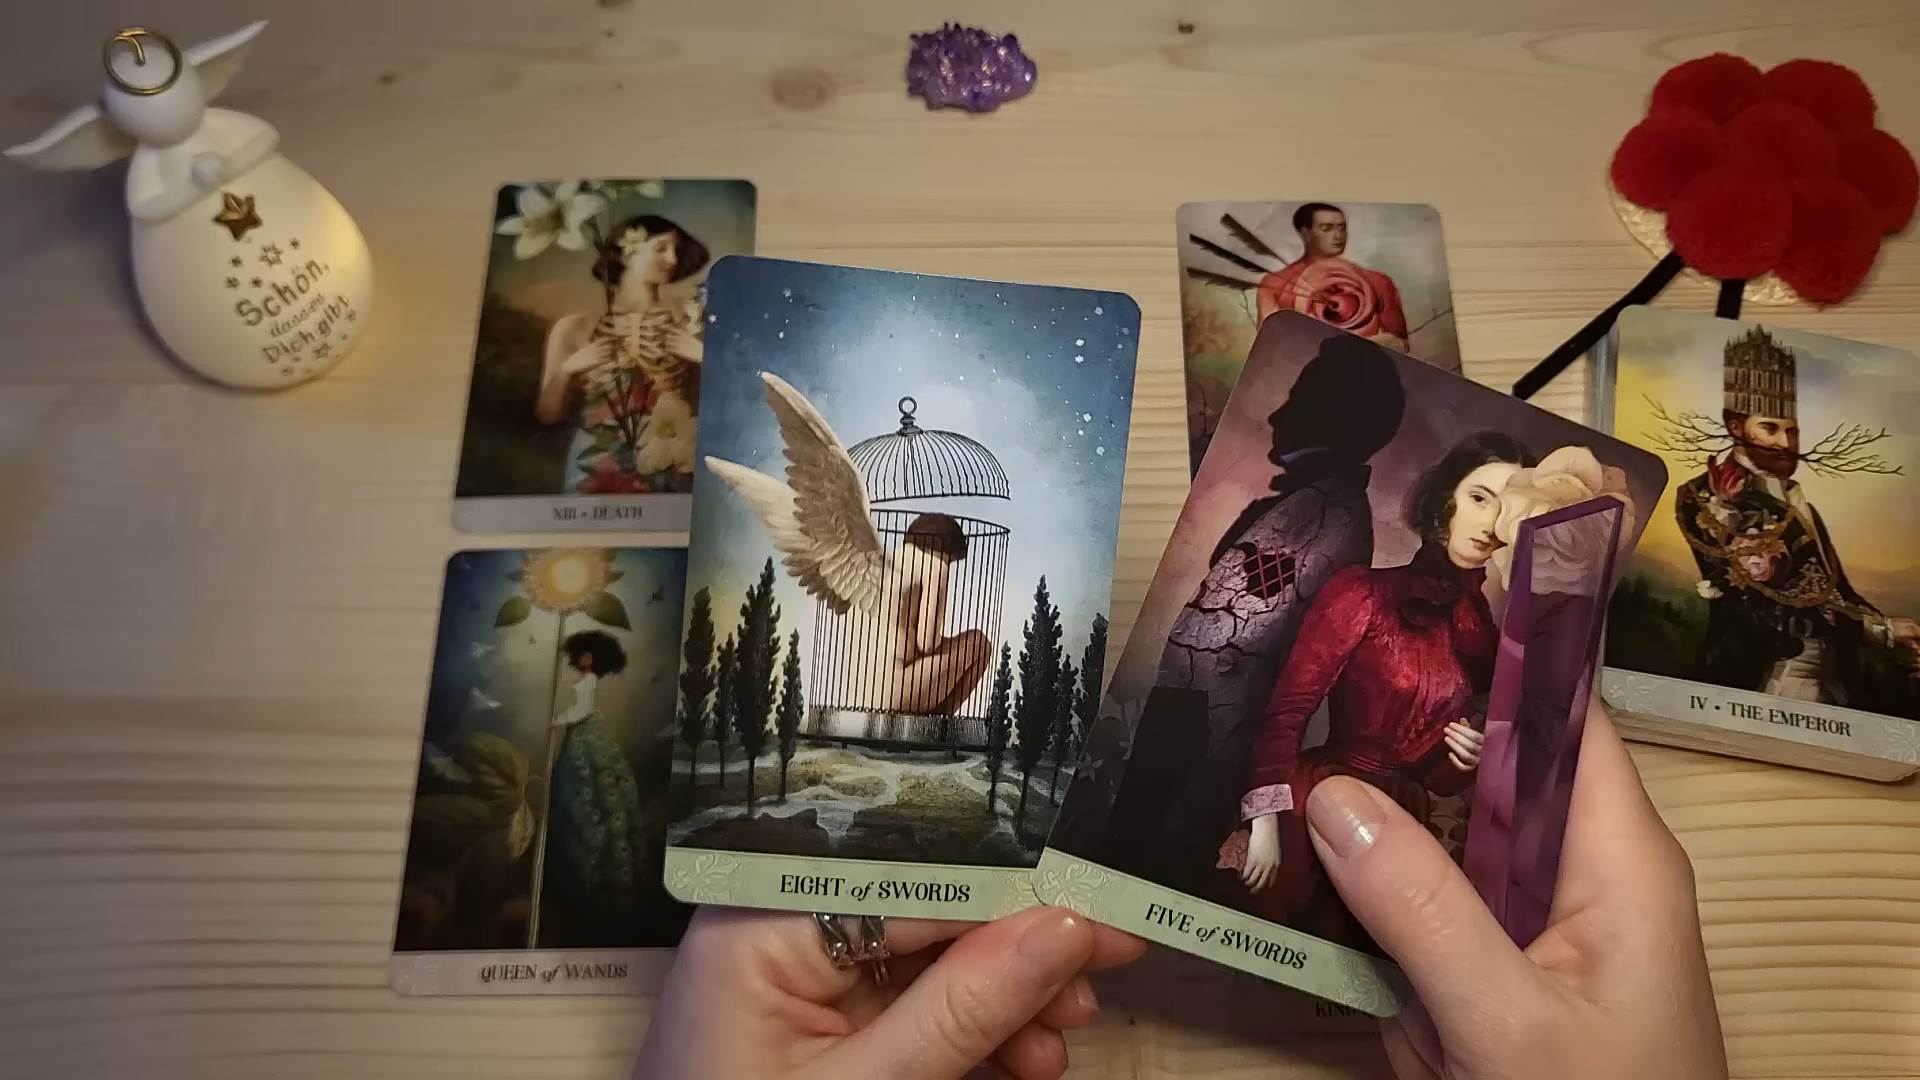 Schön,
dass es
Dich gibt
XIII • DEATH
IV • THE EMPEROR
EIGHT of SWORDS
FIVE of SWORDS
QUEEN of WANDS
KING